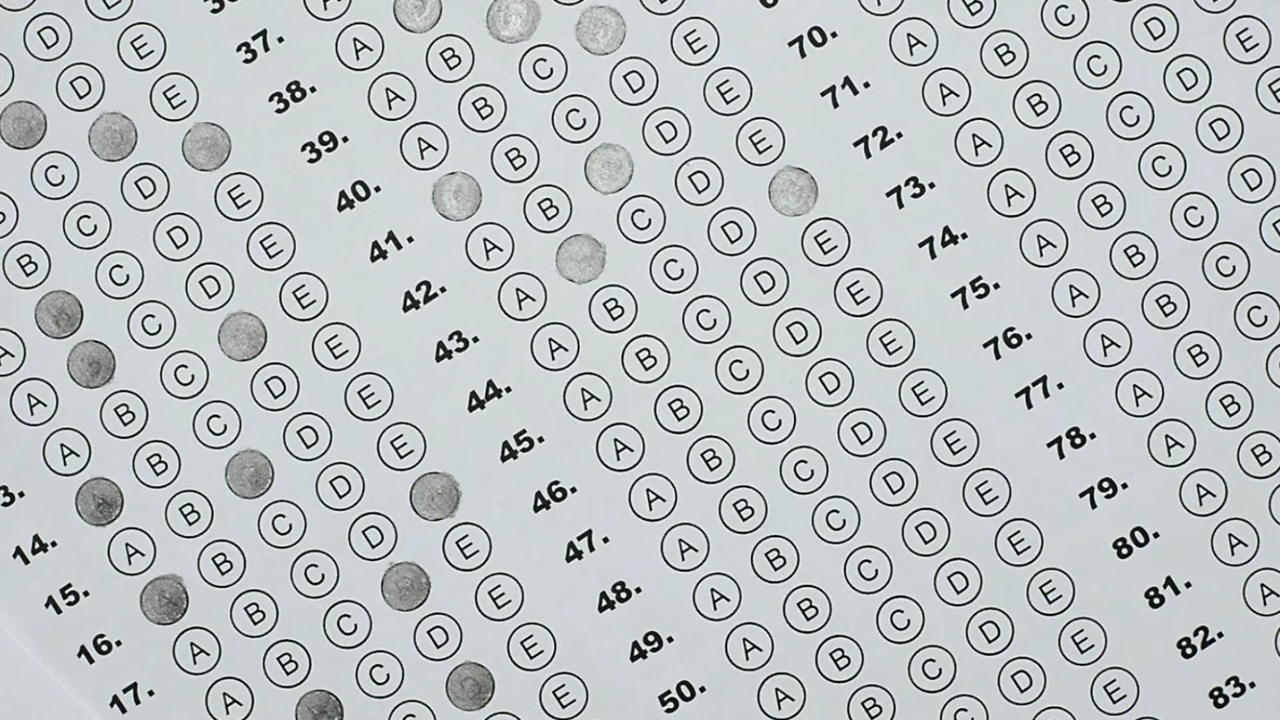 D E
D E
C E 37. A
B C D 38. A
A C D E 39. A B
A C D E 40. A B C E
3. A B C E 41. B C D E
14. B C D E 42. A B D E 70.
15. A B D E 43. A C D E 71. A B
16. B C D E 44. A B C D 72. A B C
17. A B C D 45. A B C D E 73. A B C D
A B C E 46. A B C D E 74. A B C D E
C D E 47. A B C D E 75. A B C D E
E 48. A B C D E 76. A B C D
E 49. A B C D E 77. A B C
50. A B C D E 78. A B C
A B C D E 79. A B
B C D E 80. A B
C D E 81. A
E 82. A
83.